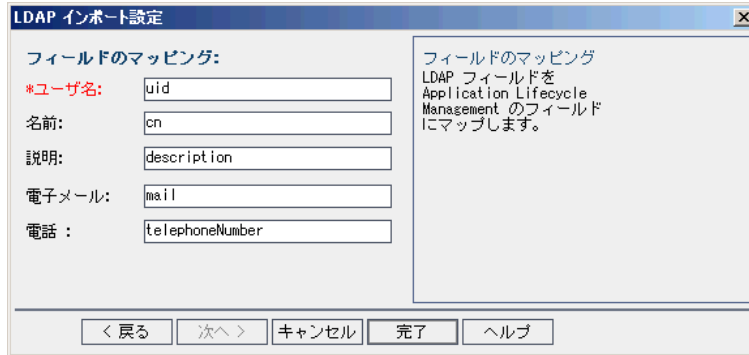 LDAP インポート設定
フィールドのマッピング:
*ユーザ名: uid
名前: cn
説明: description
電子メール: mail
電話 : telephoneNumber
フィールドのマッピング
LDAP フィールドを
Application Lifecycle
Management のフィールド
にマップします。
< 戻る 次へ > キャンセル 完了 ヘルプ